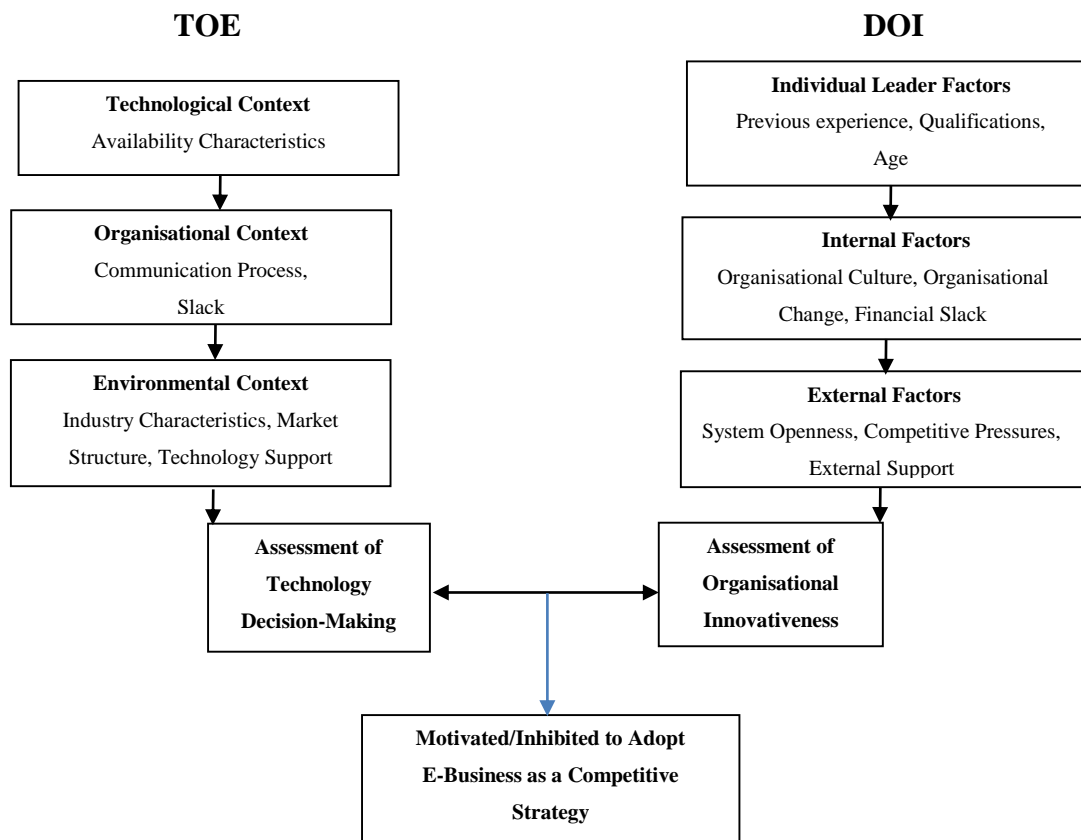 TOE
Technological Context
Availability Characteristics
Organisational Context
Communication Process,
Slack
Environmental Context
Industry Characteristics, Market
Structure, Technology Support
Assessment of
Technology
Decision-Making
DOI
Individual Leader Factors
Previous experience, Qualifications,
Age
Internal Factors
Organisational Culture, Organisational
Change, Financial Slack
External Factors
System Openness, Competitive Pressures,
External Support
Assessment of
Organisational
Innovativeness
Motivated/Inhibited to Adopt
E-Business as a Competitive
Strategy